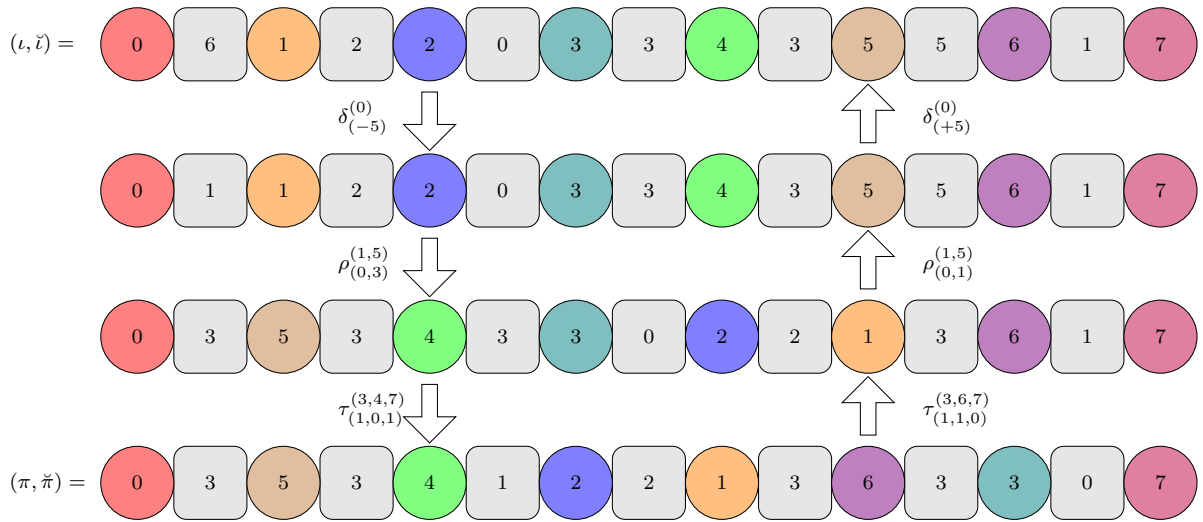 (ι, ῐ) = 0 6 1 2 2 0 3 3 4 3 5 5 6 1 7
δ^{(0)}_{(−5)} δ^{(0)}_{(+5)}
0 1 1 2 2 0 3 3 4 3 5 5 6 1 7
ρ^{(1,5)}_{(0,3)} ρ^{(1,5)}_{(0,1)}
0 3 5 3 4 3 3 0 2 2 1 3 6 1 7
τ^{(3,4,7)}_{(1,0,1)} τ^{(3,6,7)}_{(1,1,0)}
(π, π̆) = 0 3 5 3 4 1 2 2 1 3 6 3 3 0 7